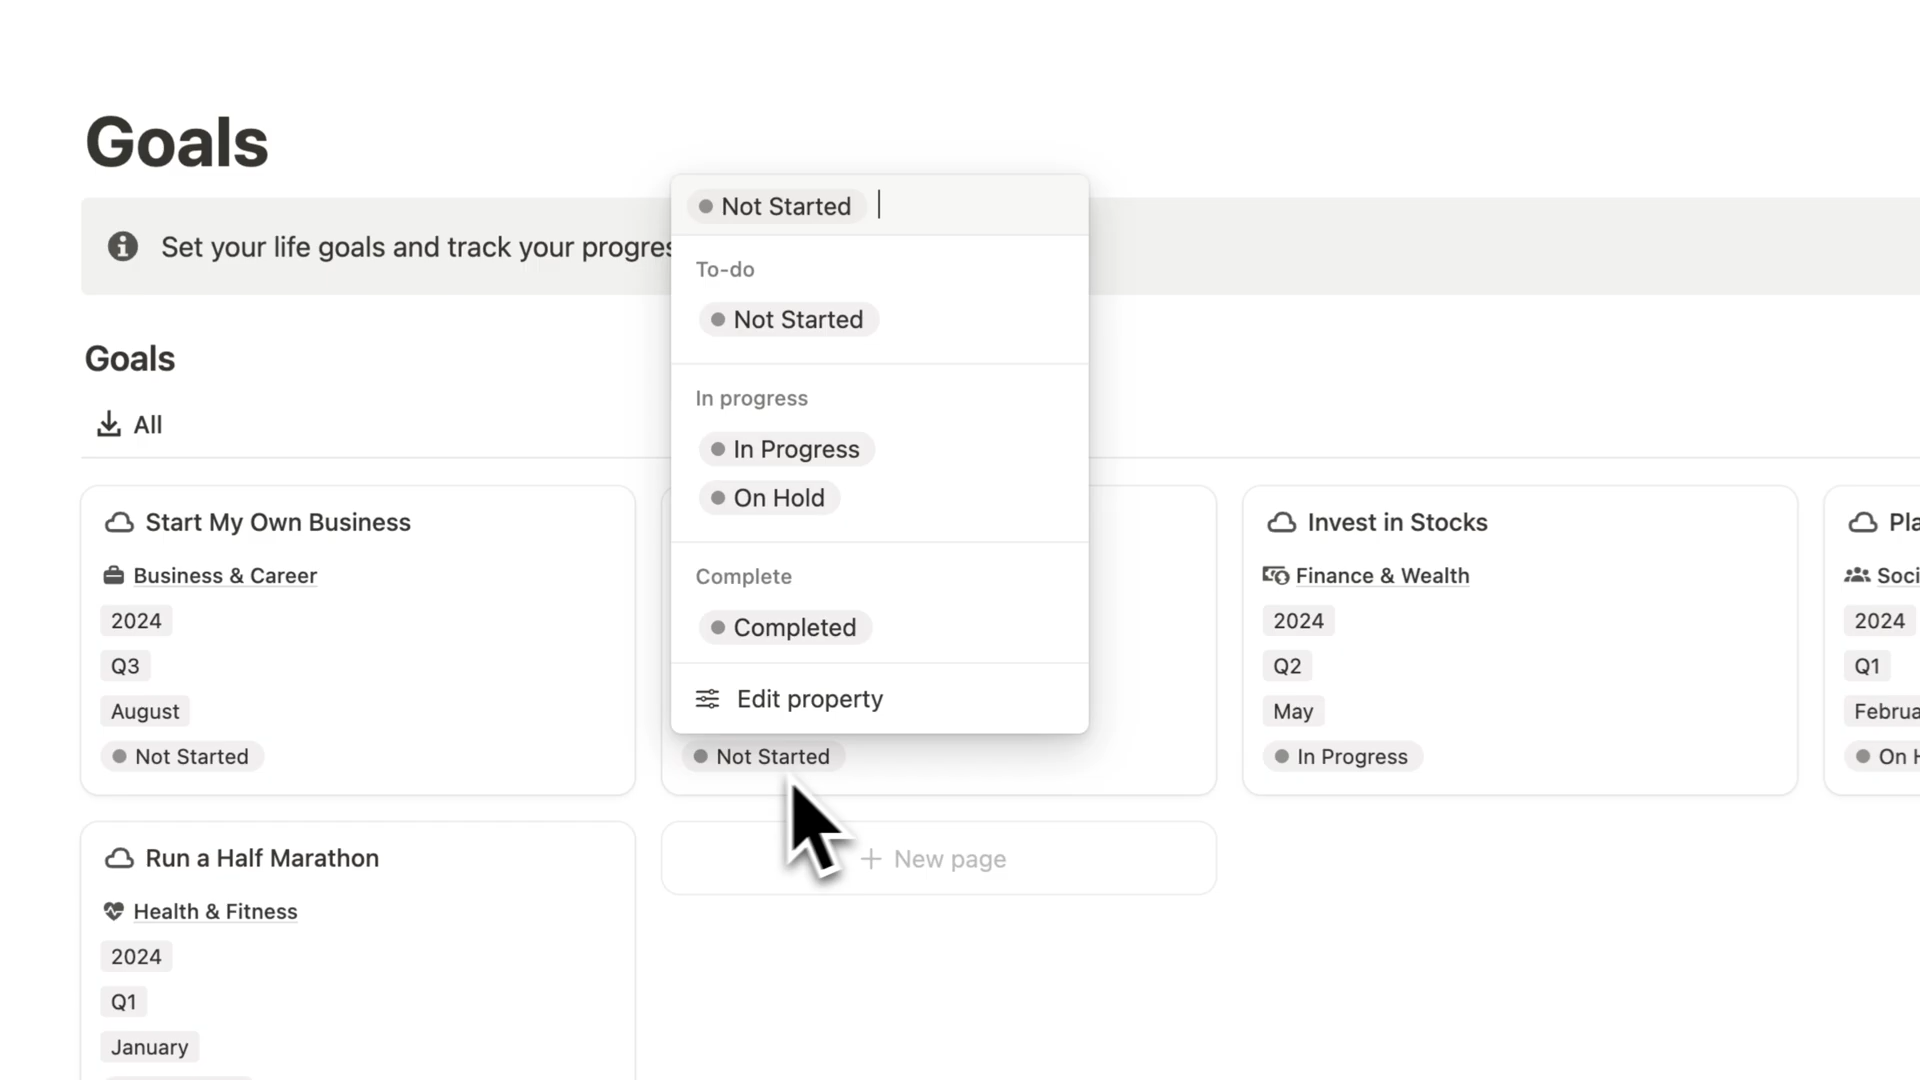 Goals
Set your life goals and track your progres
Goals
All
Not Started
To-do
Not Started
In progress
In Progress
On Hold
Complete
Completed
Edit property
Start My Own Business
Business & Career
2024
Q3
August
Not Started
Not Started
Invest in Stocks
Finance & Wealth
2024
Q2
May
In Progress
Pla
Soci
2024
Q1
Februa
On H
Run a Half Marathon
Health & Fitness
2024
Q1
January
New page